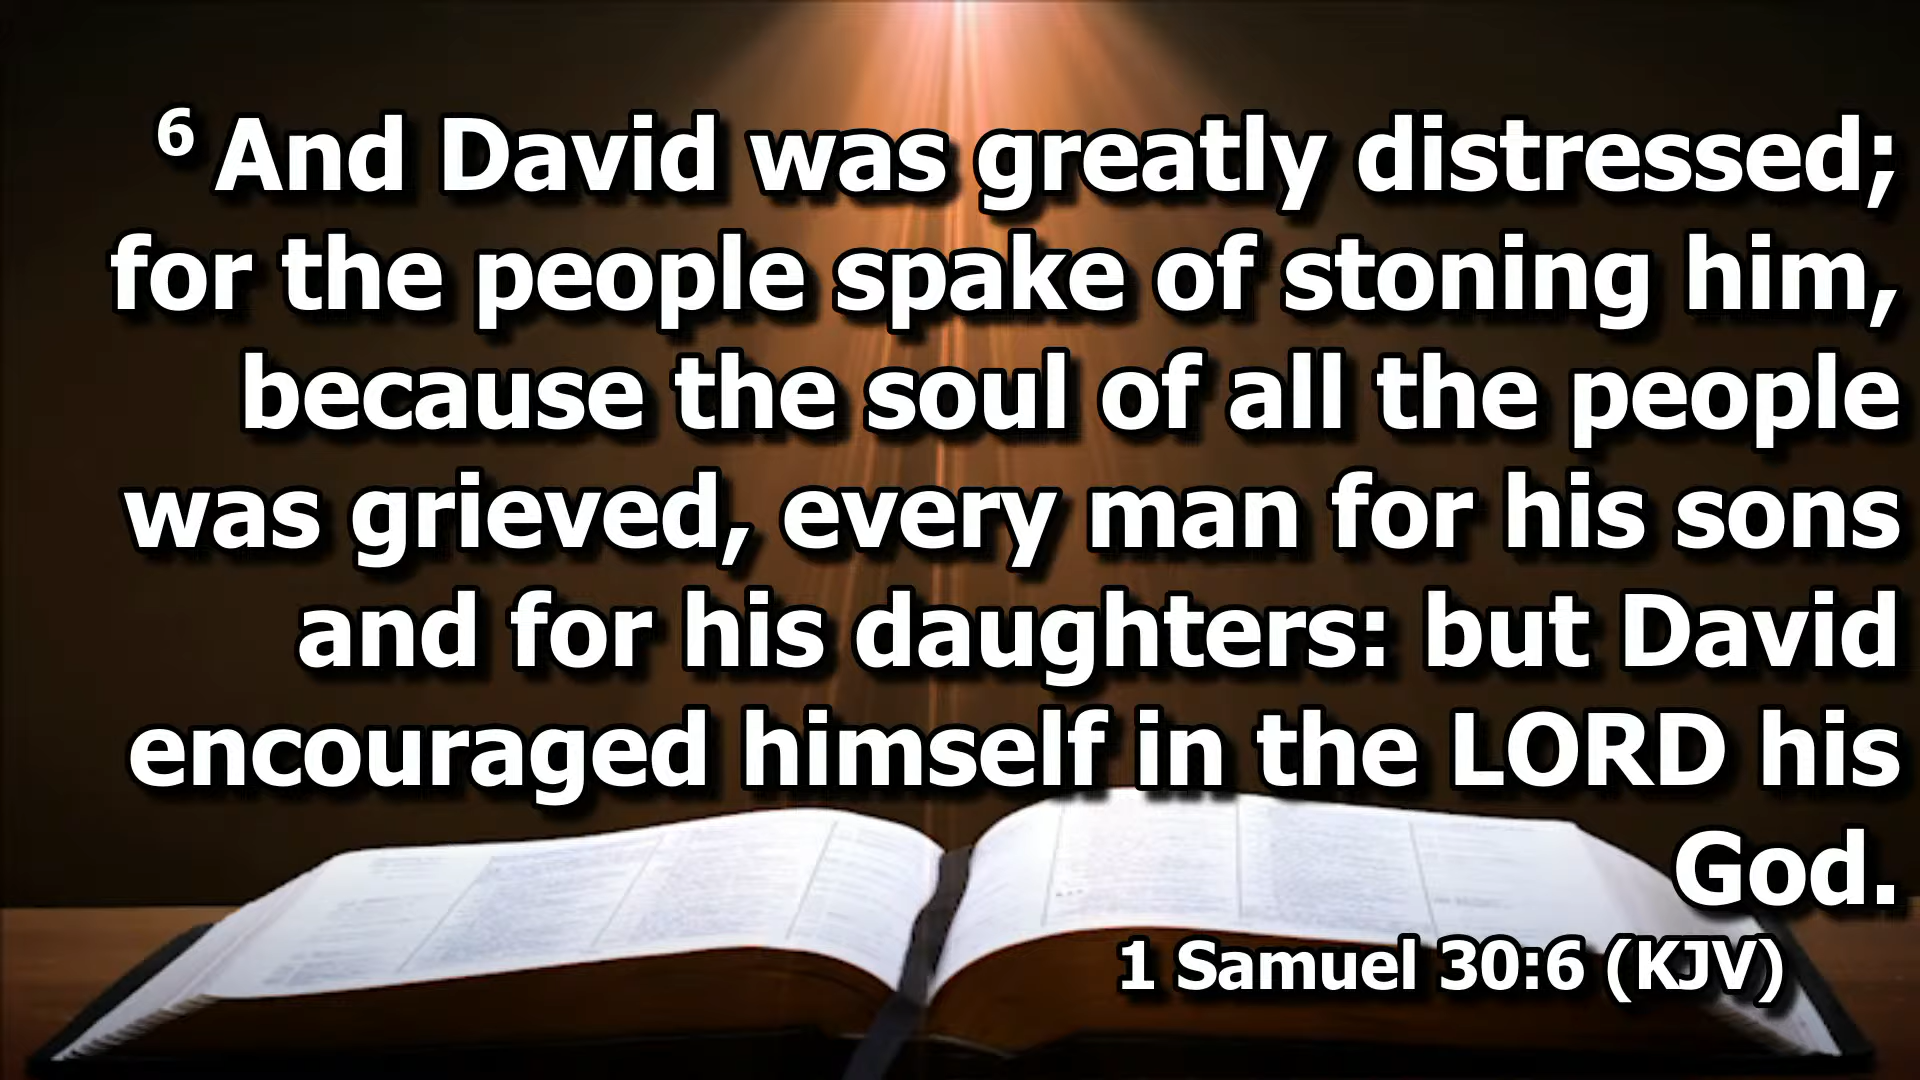 6 And David was greatly distressed;
for the people spake of stoning him,
because the soul of all the people
was grieved, every man for his sons
and for his daughters: but David
encouraged himself in the LORD his
God.
1 Samuel 30:6 (KJV)